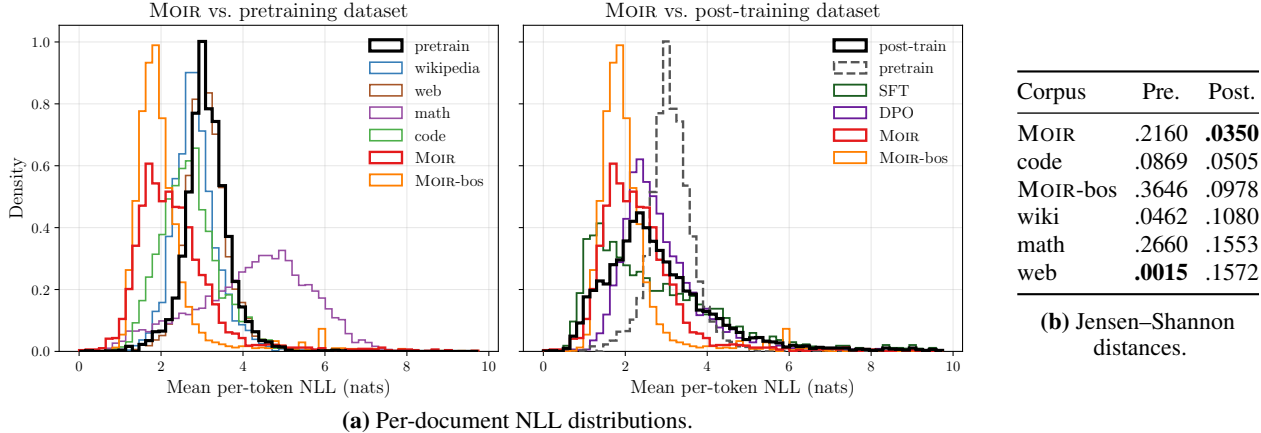 MOIR vs. pretraining dataset
1.0
0.8
0.6
0.4
0.2
0.0
Density
0 2 4 6 8 10
Mean per-token NLL (nats)
pretrain
wikipedia
web
math
code
MOIR
MOIR-bos
MOIR vs. post-training dataset
0 2 4 6 8 10
Mean per-token NLL (nats)
post-train
pretrain
SFT
DPO
MOIR
MOIR-bos
(a) Per-document NLL distributions.
Corpus Pre. Post.
MOIR .2160 .0350
code .0869 .0505
MOIR-bos .3646 .0978
wiki .0462 .1080
math .2660 .1553
web .0015 .1572
(b) Jensen–Shannon
distances.